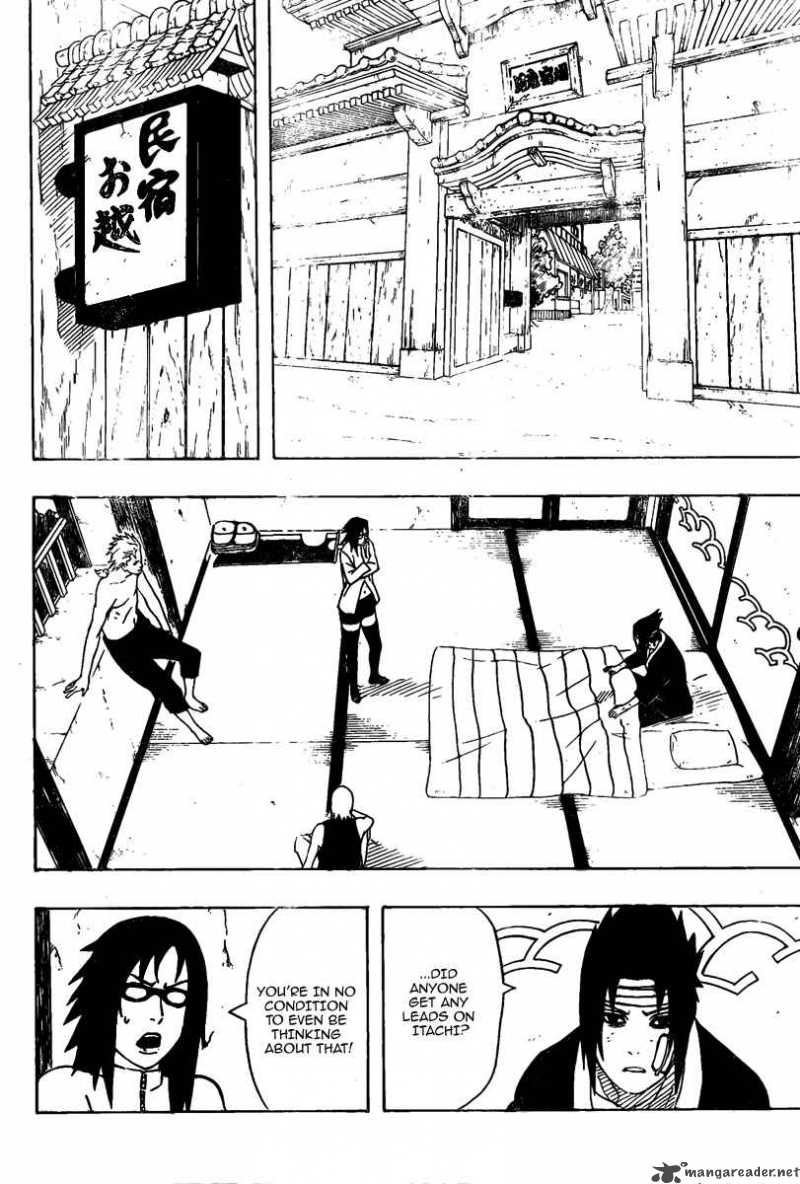 民宿
お越
...DID
ANYONE
GET ANY
LEADS ON
ITACHI?
YOU'RE IN NO
CONDITION
TO EVEN BE
THINKING
ABOUT THAT!
mangareader.net